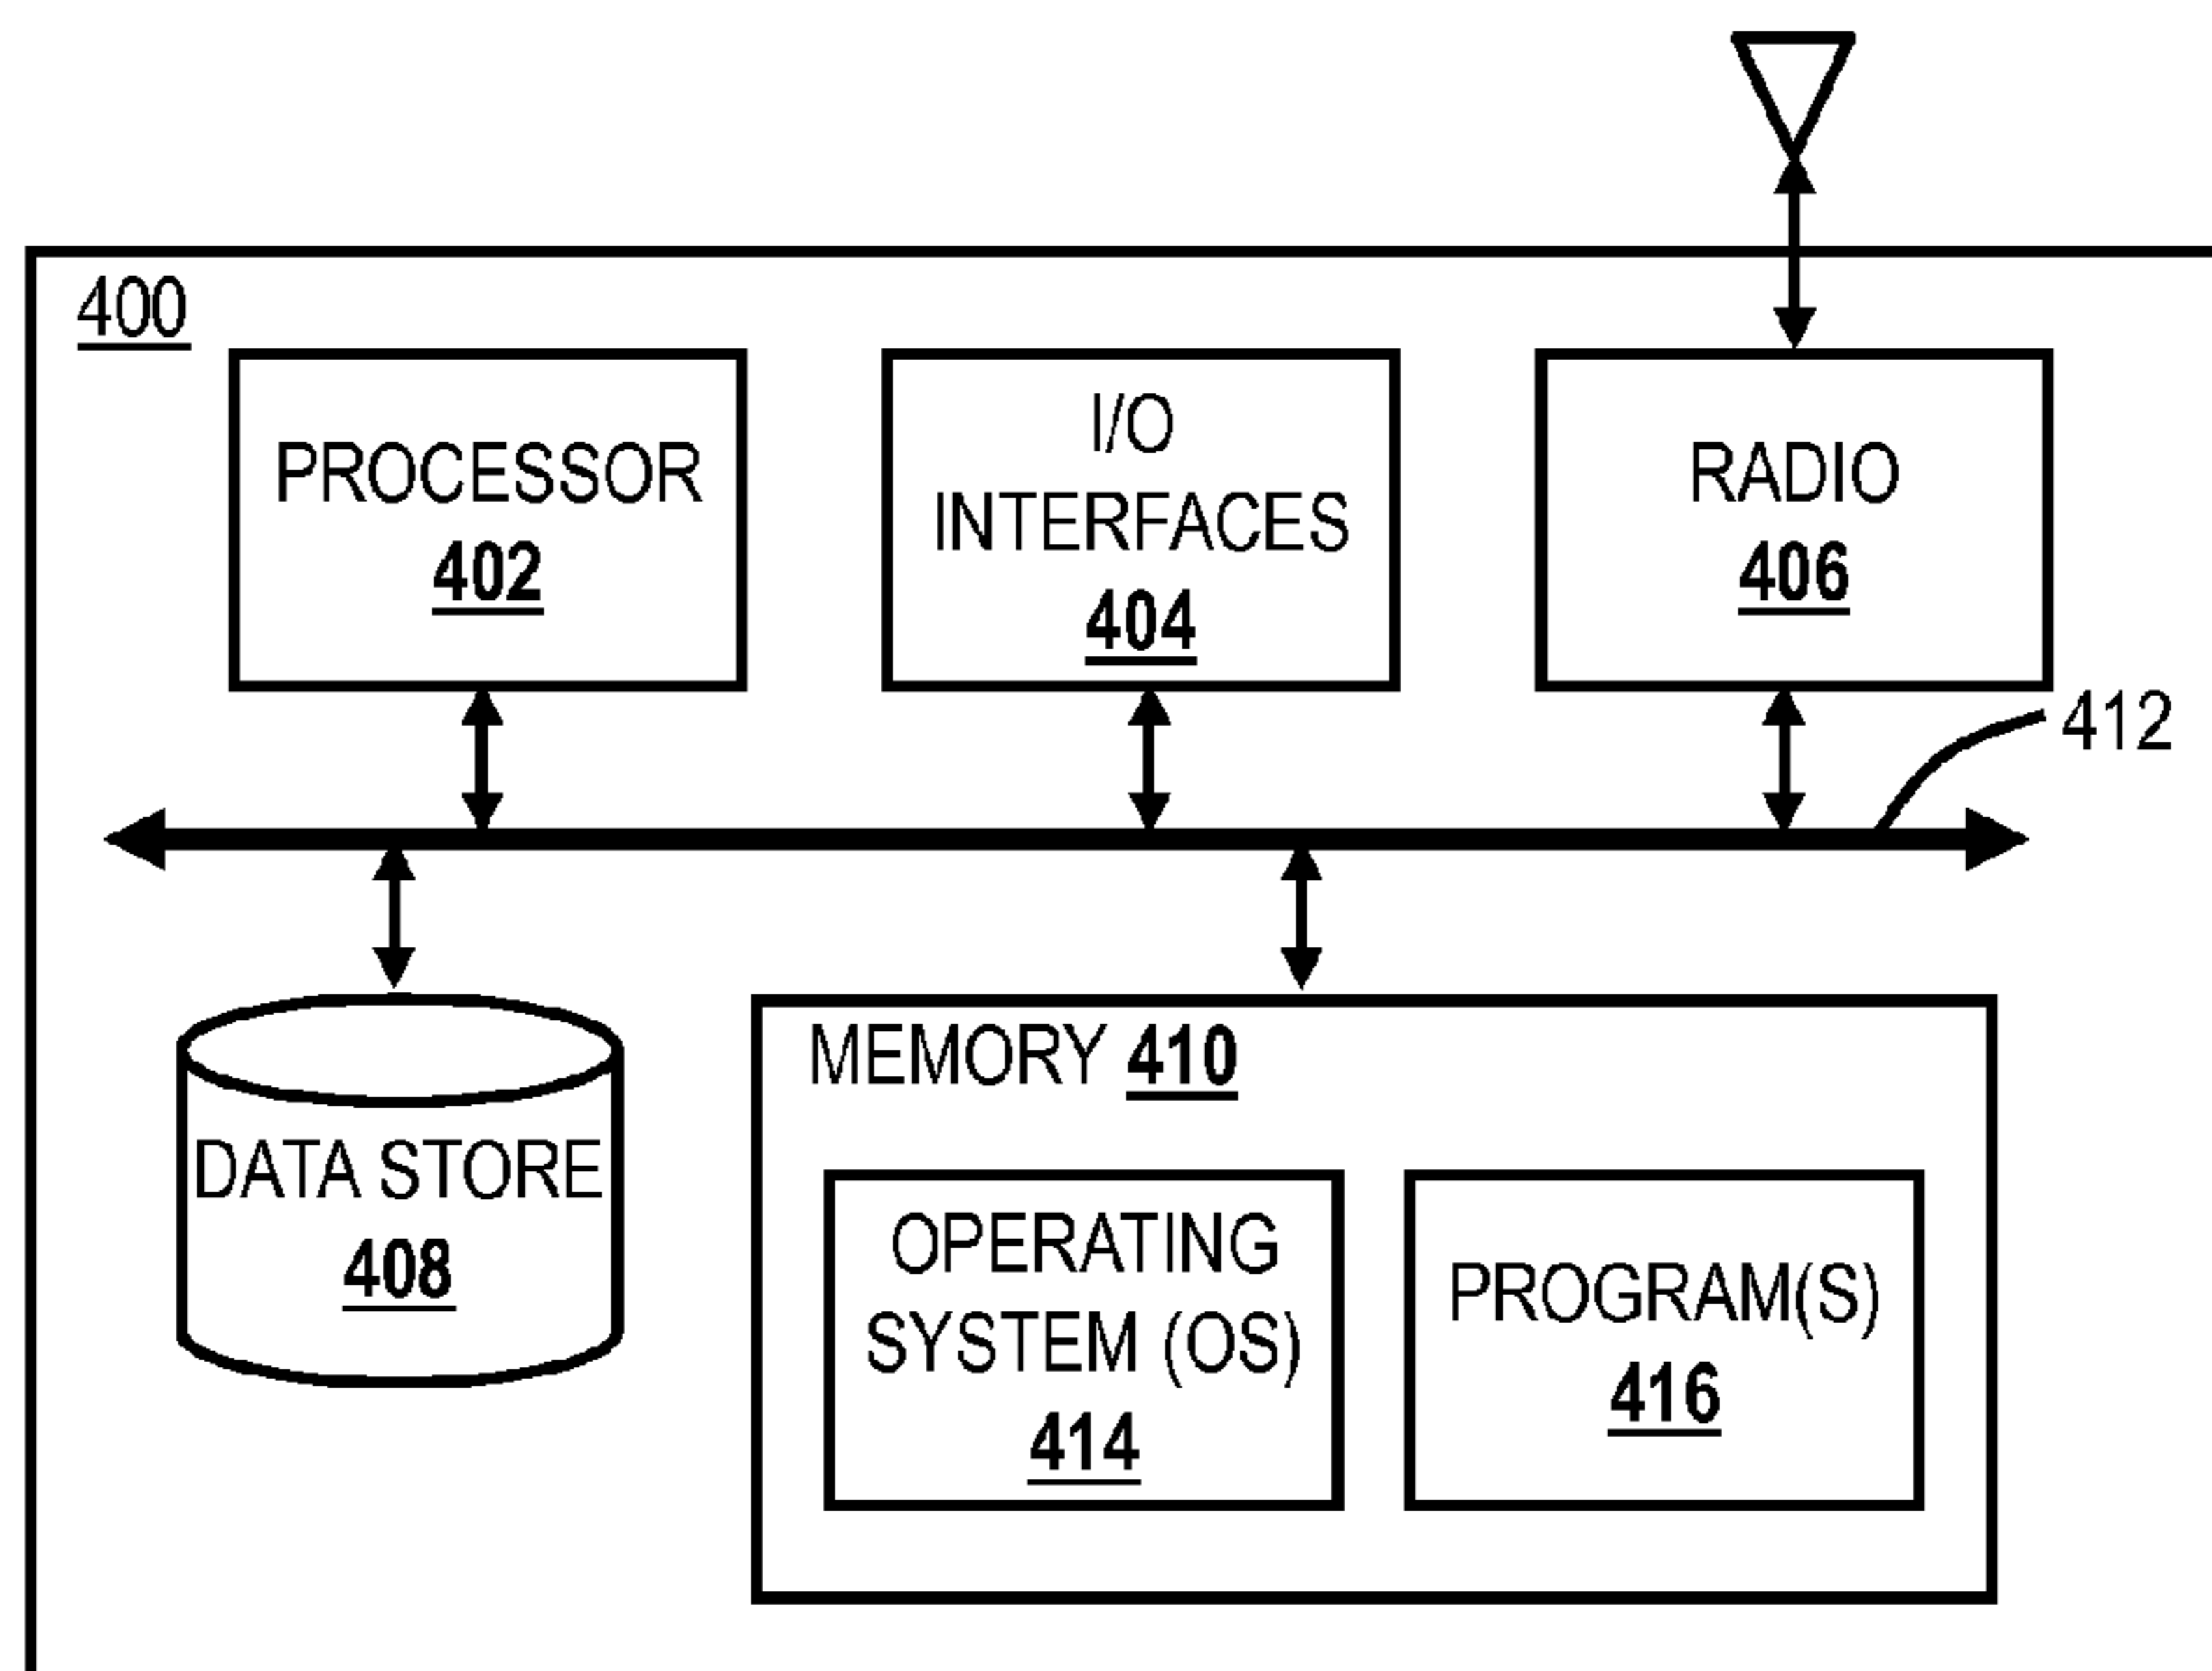 400
PROCESSOR
402
I/O
INTERFACES
404
RADIO
406
412
DATA STORE
408
MEMORY 410
OPERATING
SYSTEM (OS)
414
PROGRAM(S)
416